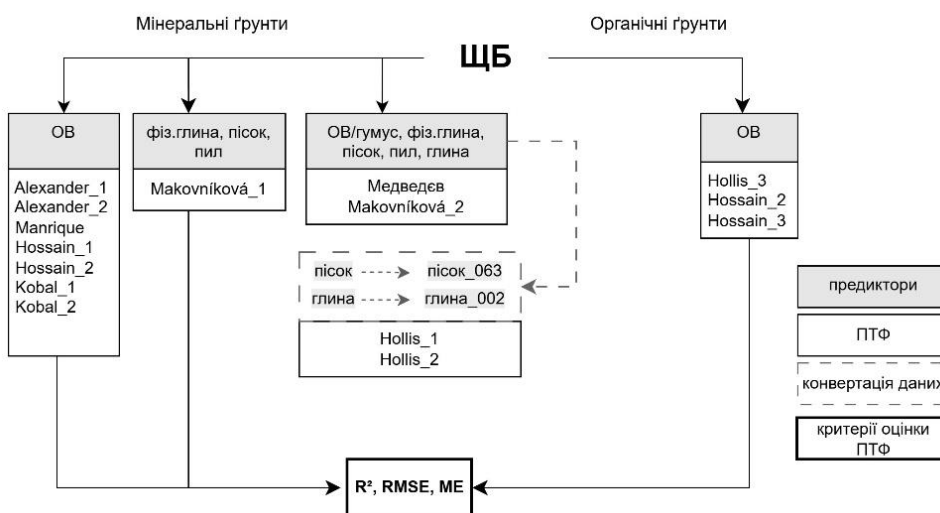 Мінеральні ґрунти
Органічні ґрунти
ЩБ
ОВ
Alexander_1
Alexander_2
Manrique
Hossain_1
Hossain_2
Kobal_1
Kobal_2
фіз.глина, пісок,
пил
Makovníková_1
ОВ/гумус, фіз.глина,
пісок, пил, глина
Медведєв
Makovníková_2
пісок
пісок_063
глина
глина_002
Hollis_1
Hollis_2
ОВ
Hollis_3
Hossain_2
Hossain_3
предиктори
ПТФ
конвертація даних
критерії оцінки
ПТФ
R², RMSE, ME